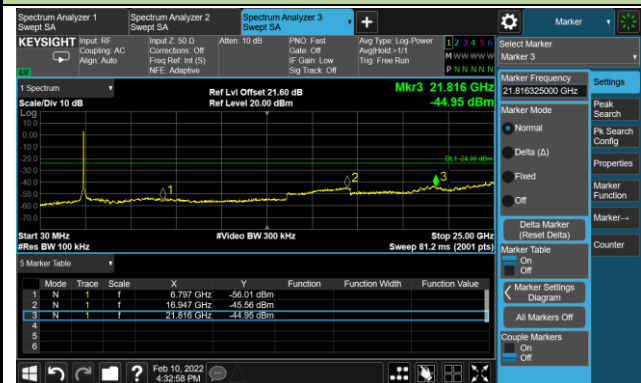 Spectrum Analyzer 1
Swept SA
Spectrum Analyzer 2
Swept SA
Spectrum Analyzer 3
Swept SA
Marker
KEYSIGHT
Input: RF
Coupling: AC
Align: Auto
Input Z: 50 Ω
Corrections: Off
Freq Ref: Int (S)
NFE: Adaptive
Atten: 10 dB
PNO: Fast
Gate: Off
IF Gain: Low
Sig Track: Off
Avg Type: Log-Power
Avg|Hold:>1/1
Trig: Free Run
1 2 3 4 5 6
M W W W W W
P N N N N N
Select Marker
Marker 3
1 Spectrum
Scale/Div 10 dB
Ref Lvl Offset 21.60 dB
Ref Level 20.00 dBm
Mkr3 21.816 GHz
-44.95 dBm
Log
10.0
0.00
-10.0
-20.0
-30.0
-40.0
-50.0
-60.0
-70.0
DL1 -24.00 dBm
1
2
3
Start 30 MHz
#Res BW 100 kHz
#Video BW 300 kHz
Stop 25.00 GHz
Sweep 81.2 ms (2001 pts)
5 Marker Table
Mode Trace Scale X Y Function Function Width Function Value
1 N 1 f 6.797 GHz -56.01 dBm
2 N 1 f 16.947 GHz -45.56 dBm
3 N 1 f 21.816 GHz -44.95 dBm
4
5
6
Marker Frequency
21.816325000 GHz
Marker Mode
Normal
Delta (Δ)
Fixed
Off
Delta Marker
(Reset Delta)
Marker Table
On
Off
Marker Settings
Diagram
All Markers Off
Couple Markers
On
Off
Settings
Peak
Search
Pk Search
Config
Properties
Marker
Function
Marker→
Counter
Feb 10, 2022
4:32:58 PM